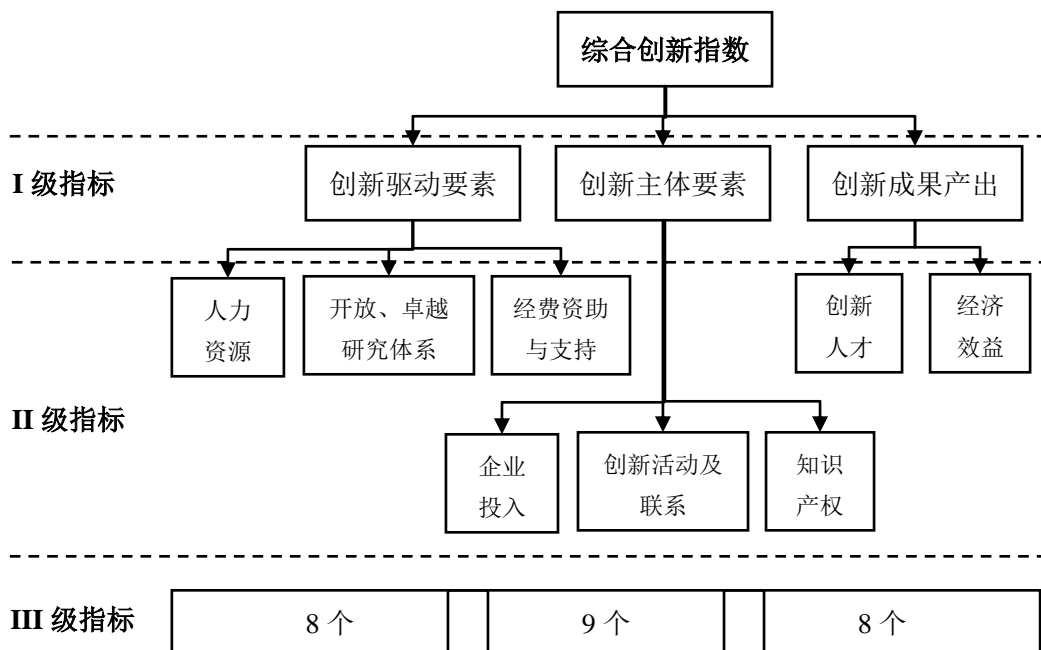 综合创新指数
I 级指标
创新驱动要素
创新主体要素
创新成果产出
人力
资源
开放、卓越
研究体系
经费资助
与支持
创新
人才
经济
效益
II 级指标
企业
投入
创新活动及
联系
知识
产权
III 级指标
8 个
9 个
8 个